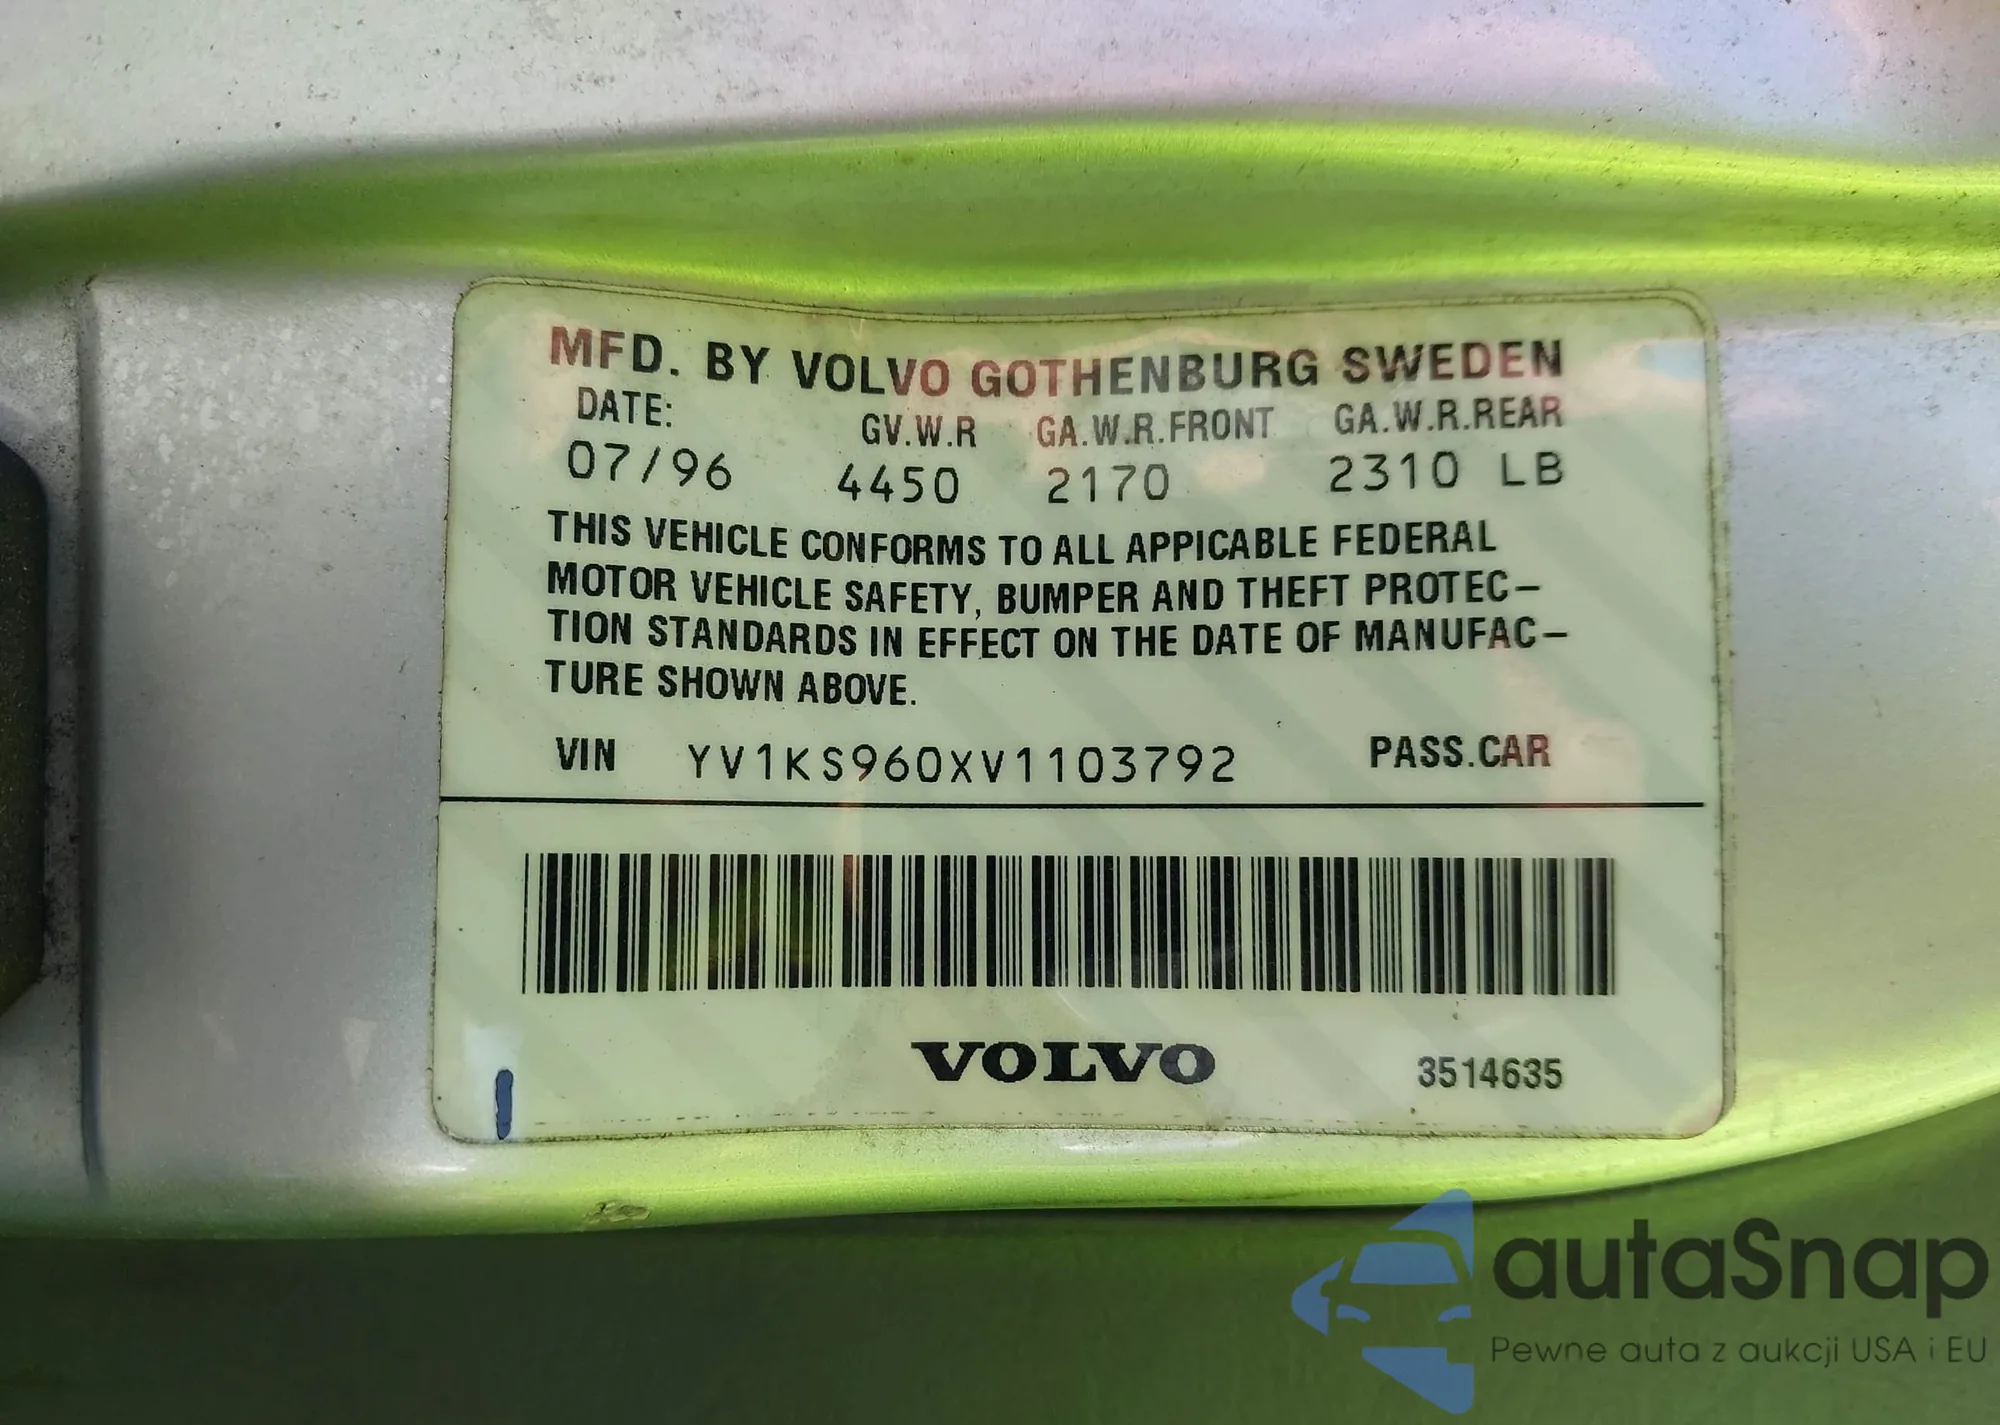 MFD. BY VOLVO GOTHENBURG SWEDEN
DATE: GV.W.R GA.W.R.FRONT GA.W.R.REAR
07/96 4450 2170 2310 LB
THIS VEHICLE CONFORMS TO ALL APPICABLE FEDERAL
MOTOR VEHICLE SAFETY, BUMPER AND THEFT PROTEC-
TION STANDARDS IN EFFECT ON THE DATE OF MANUFAC-
TURE SHOWN ABOVE.
VIN YV1KS960XV1103792 PASS.CAR
VOLVO 3514635
autaSnap
Pewne auta z aukcji USA i EU